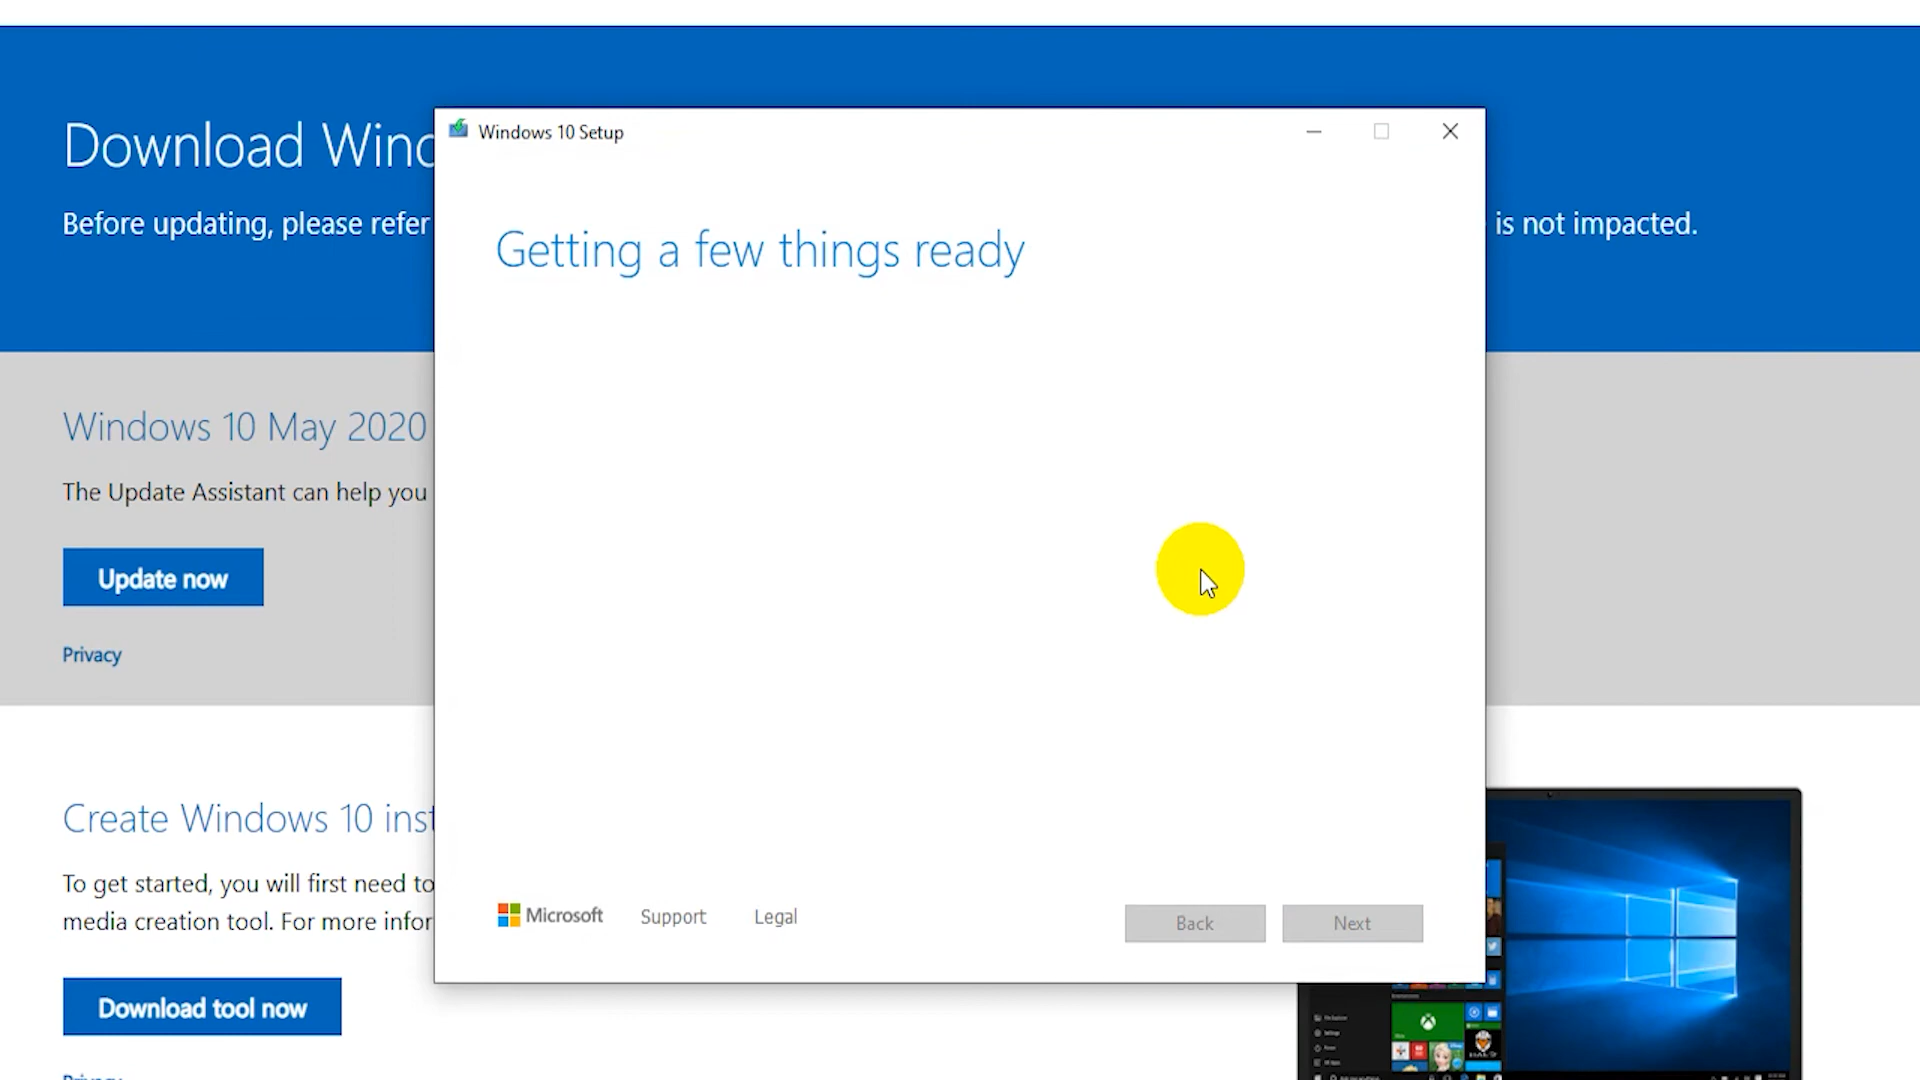 Download Wind
Before updating, please refer
is not impacted.
Windows 10 Setup
Getting a few things ready
Windows 10 May 2020
The Update Assistant can help you
Update now
Privacy
Create Windows 10 inst
To get started, you will first need to
media creation tool. For more infor
Download tool now
Microsoft
Support
Legal
Back
Next